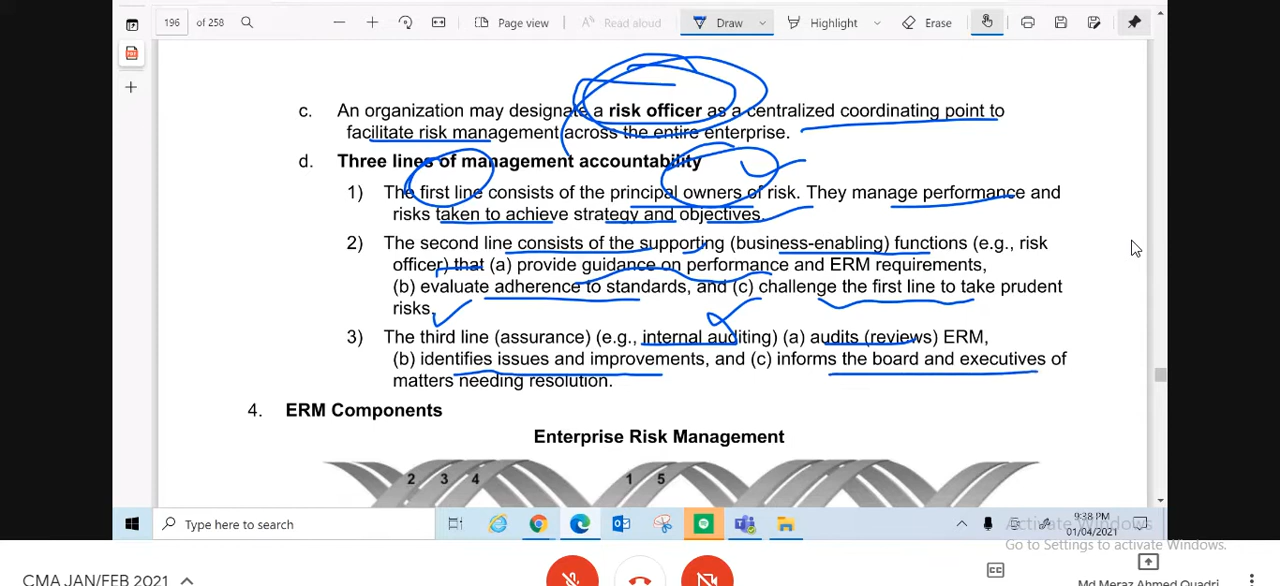 196 of 258 Page view Read aloud Draw Highlight Erase
c. An organization may designate a risk officer as a centralized coordinating point to
facilitate risk management across the entire enterprise.
d. Three lines of management accountability
1) The first line consists of the principal owners of risk. They manage performance and
risks taken to achieve strategy and objectives.
2) The second line consists of the supporting (business-enabling) functions (e.g., risk
officer) that (a) provide guidance on performance and ERM requirements,
(b) evaluate adherence to standards, and (c) challenge the first line to take prudent
risks.
3) The third line (assurance) (e.g., internal auditing) (a) audits (reviews) ERM,
(b) identifies issues and improvements, and (c) informs the board and executives of
matters needing resolution.
4. ERM Components
Enterprise Risk Management
2 3 4 1 5
Type here to search
9:38 PM
01/04/2021
Activate Windows
Go to Settings to activate Windows.
CMA JAN/FEB 2021
Md Meraz Ahmed Quadri